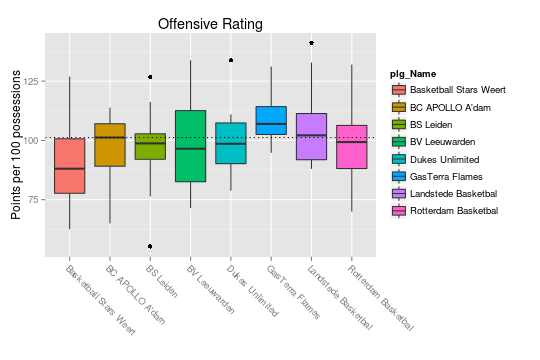 Offensive Rating
Points per 100 possessions
125
100
75
Basketball Stars Weert
BC APOLLO A'dam
BS Leiden
BV Leeuwarden
Dukes Unlimited
GasTerra Flames
Landstede Basketbal
Rotterdam Basketbal
plg_Name
Basketball Stars Weert
BC APOLLO A'dam
BS Leiden
BV Leeuwarden
Dukes Unlimited
GasTerra Flames
Landstede Basketbal
Rotterdam Basketbal